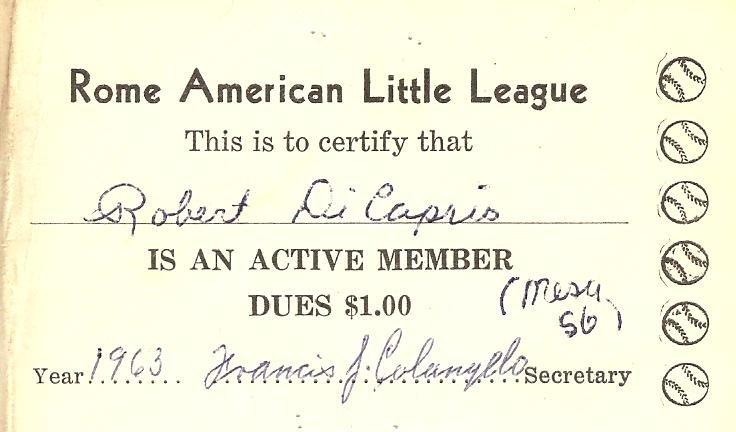 Rome American Little League
This is to certify that
Robert DiCaprio
IS AN ACTIVE MEMBER
DUES $1.00
(
56)
Year 1963 Francis J. Colangelo Secretary